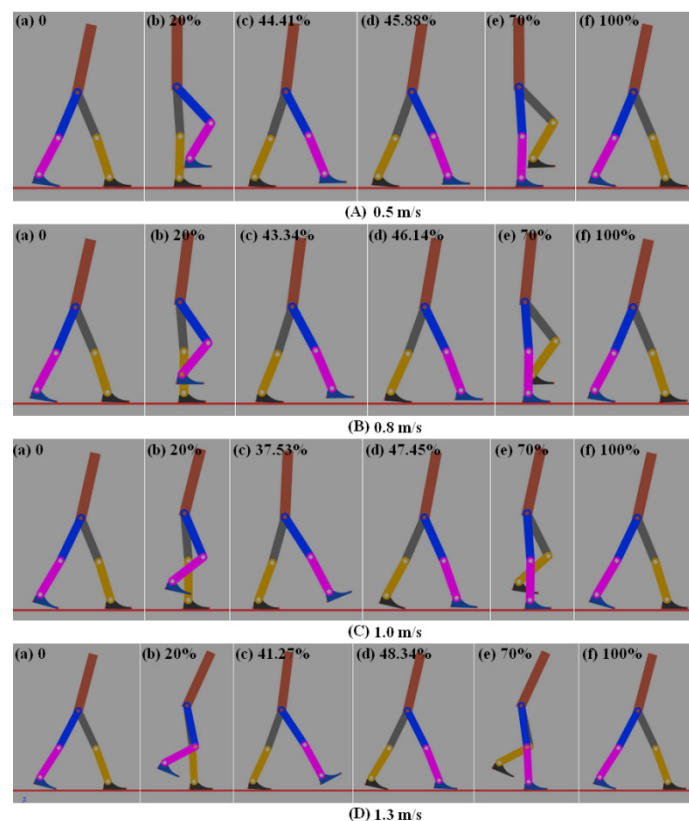 (a) 0 (b) 20% (c) 44.41% (d) 45.88% (e) 70% (f) 100%
(A) 0.5 m/s
(a) 0 (b) 20% (c) 43.34% (d) 46.14% (e) 70% (f) 100%
(B) 0.8 m/s
(a) 0 (b) 20% (c) 37.53% (d) 47.45% (e) 70% (f) 100%
(C) 1.0 m/s
(a) 0 (b) 20% (c) 41.27% (d) 48.34% (e) 70% (f) 100%
(D) 1.3 m/s